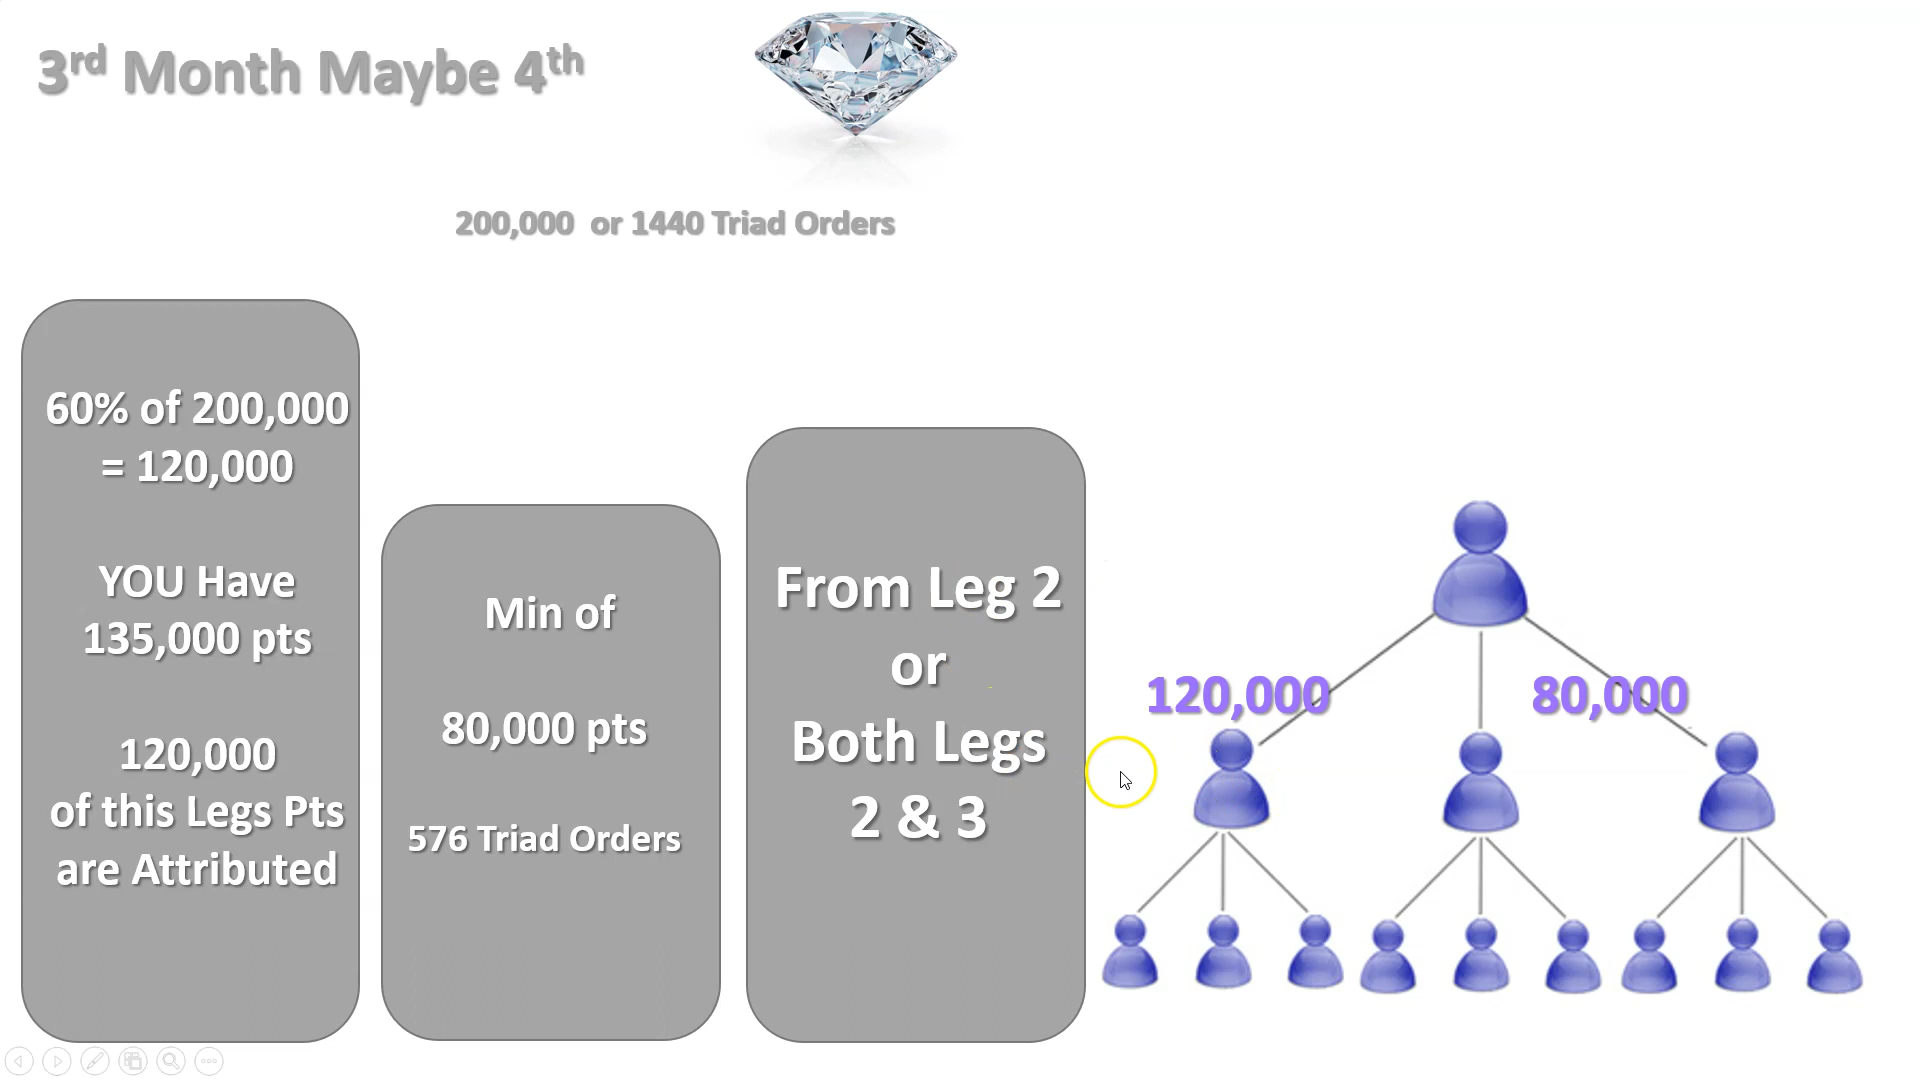 3rd Month Maybe 4th
200,000 or 1440 Triad Orders
60% of 200,000
= 120,000
YOU Have
135,000 pts
120,000
of this Legs Pts
are Attributed
Min of
80,000 pts
576 Triad Orders
From Leg 2
or
Both Legs
2 & 3
120,000
80,000